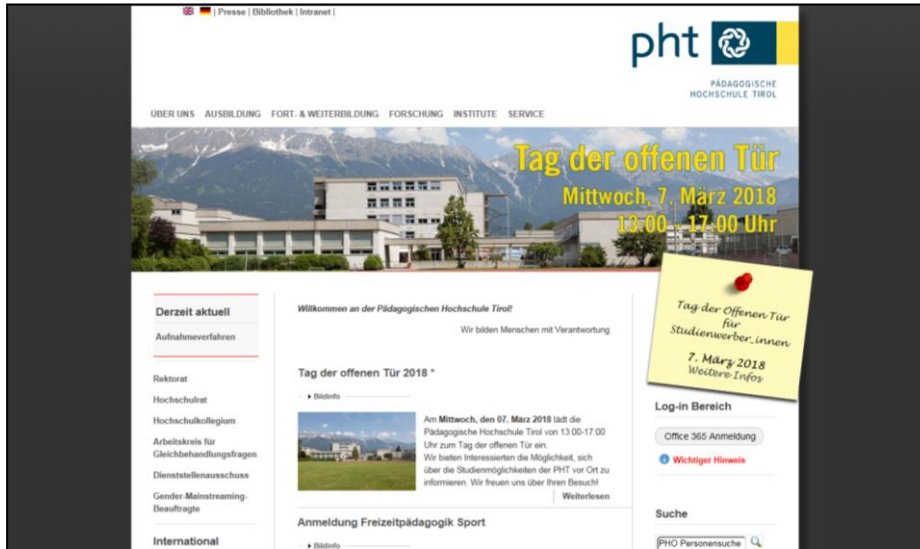 | Presse | Bibliothek | Intranet |
pht
PÄDAGOGISCHE
HOCHSCHULE TIROL
ÜBER UNS AUSBILDUNG FORT- & WEITERBILDUNG FORSCHUNG INSTITUTE SERVICE
Tag der offenen Tür
Mittwoch, 7. März 2018
13:00 - 17:00 Uhr
Derzeit aktuell
Aufnahmeverfahren
Rektorat
Hochschulrat
Hochschulkollegium
Arbeitskreis für
Gleichbehandlungsfragen
Dienststellenausschuss
Gender-Mainstreaming-
Beauftragte
International
Willkommen an der Pädagogischen Hochschule Tirol!
Wir bilden Menschen mit Verantwortung
Tag der offenen Tür 2018 *
Bildinfo
Am Mittwoch, den 07. März 2018 lädt die
Pädagogische Hochschule Tirol von 13:00-17:00
Uhr zum Tag der offenen Tür ein.
Wir bieten Interessierten die Möglichkeit, sich
über die Studienmöglichkeiten der PHT vor Ort zu
informieren. Wir freuen uns über Ihren Besuch!
Weiterlesen
Anmeldung Freizeitpädagogik Sport
Bildinfo
Tag der Offenen Tür
für
Studienwerber_innen
7. März 2018
Weitere Infos
Log-in Bereich
Office 365 Anmeldung
Wichtiger Hinweis
Suche
PHO Personensuche